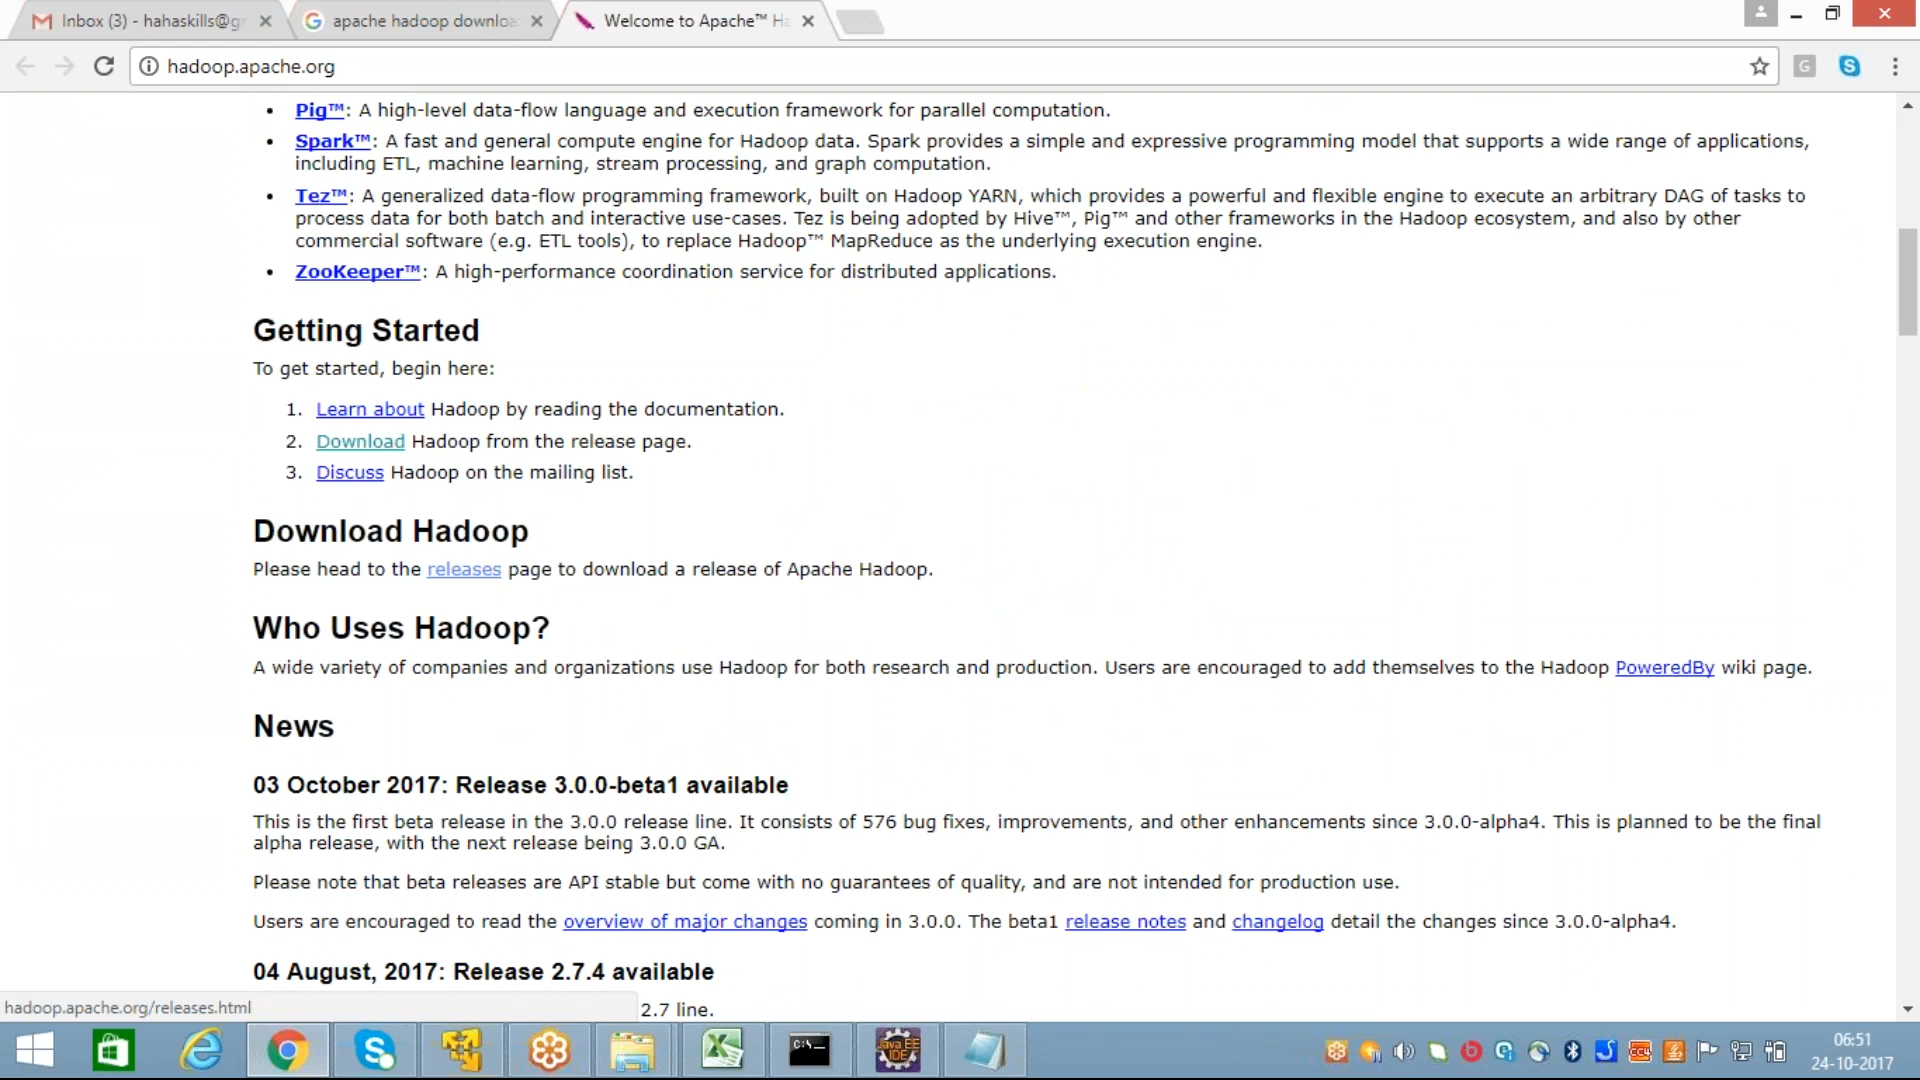 Inbox (3) - hahaskills@g
apache hadoop downloa
Welcome to Apache™ Ha
hadoop.apache.org
Pig™: A high-level data-flow language and execution framework for parallel computation.
Spark™: A fast and general compute engine for Hadoop data. Spark provides a simple and expressive programming model that supports a wide range of applications,
including ETL, machine learning, stream processing, and graph computation.
Tez™: A generalized data-flow programming framework, built on Hadoop YARN, which provides a powerful and flexible engine to execute an arbitrary DAG of tasks to
process data for both batch and interactive use-cases. Tez is being adopted by Hive™, Pig™ and other frameworks in the Hadoop ecosystem, and also by other
commercial software (e.g. ETL tools), to replace Hadoop™ MapReduce as the underlying execution engine.
ZooKeeper™: A high-performance coordination service for distributed applications.
Getting Started
To get started, begin here:
1. Learn about Hadoop by reading the documentation.
2. Download Hadoop from the release page.
3. Discuss Hadoop on the mailing list.
Download Hadoop
Please head to the releases page to download a release of Apache Hadoop.
Who Uses Hadoop?
A wide variety of companies and organizations use Hadoop for both research and production. Users are encouraged to add themselves to the Hadoop PoweredBy wiki page.
News
03 October 2017: Release 3.0.0-beta1 available
This is the first beta release in the 3.0.0 release line. It consists of 576 bug fixes, improvements, and other enhancements since 3.0.0-alpha4. This is planned to be the final
alpha release, with the next release being 3.0.0 GA.
Please note that beta releases are API stable but come with no guarantees of quality, and are not intended for production use.
Users are encouraged to read the overview of major changes coming in 3.0.0. The beta1 release notes and changelog detail the changes since 3.0.0-alpha4.
04 August, 2017: Release 2.7.4 available
2.7 line.
hadoop.apache.org/releases.html
Java EE
IDE
06:51
24-10-2017